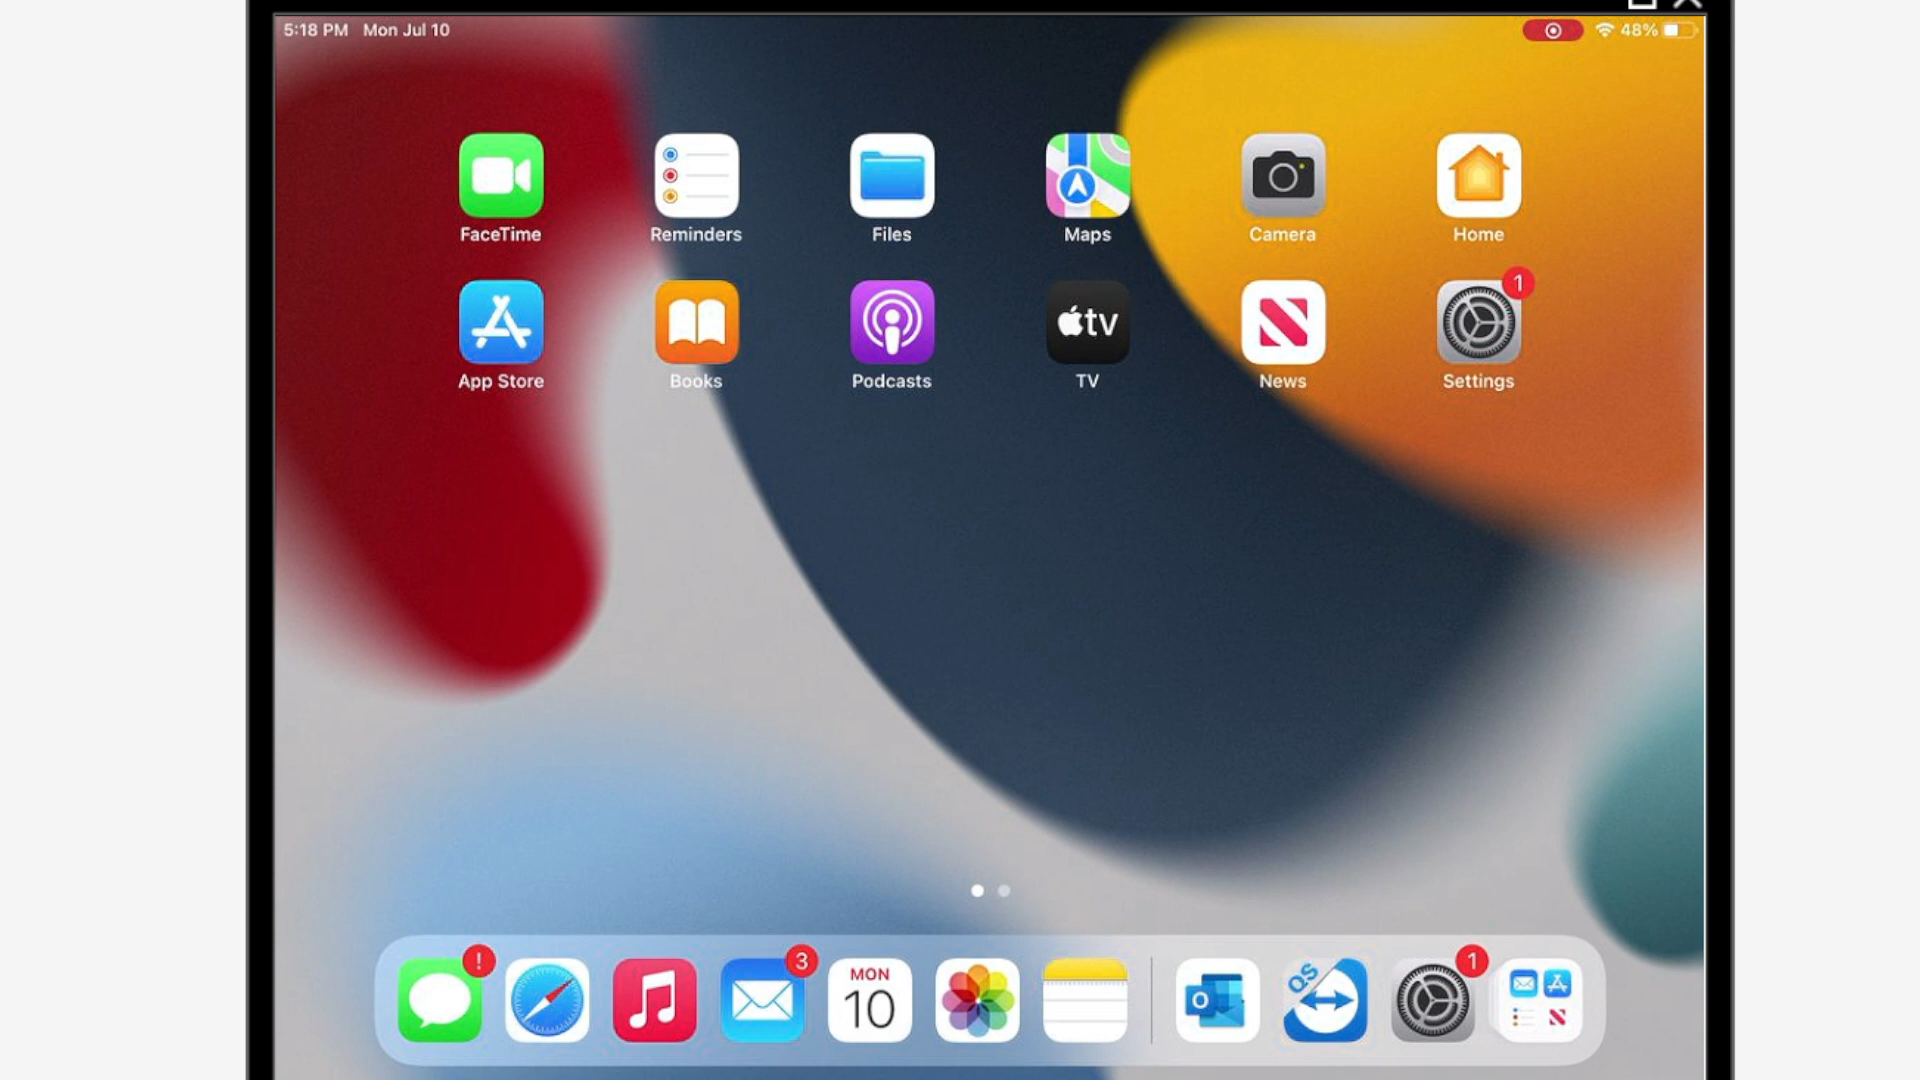 5:18 PM Mon Jul 10
48%
FaceTime Reminders Files Maps Camera Home
tv 1
App Store Books Podcasts TV News Settings
! 3 1
MON
10
O QS